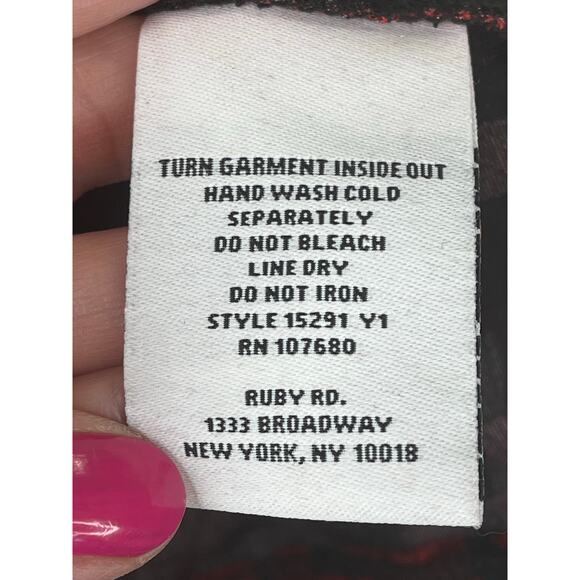 TURN GARMENT INSIDE OUT
HAND WASH COLD
SEPARATELY
DO NOT BLEACH
LINE DRY
DO NOT IRON
STYLE 15291 Y1
RN 107680
RUBY RD.
1333 BROADWAY
NEW YORK, NY 10018